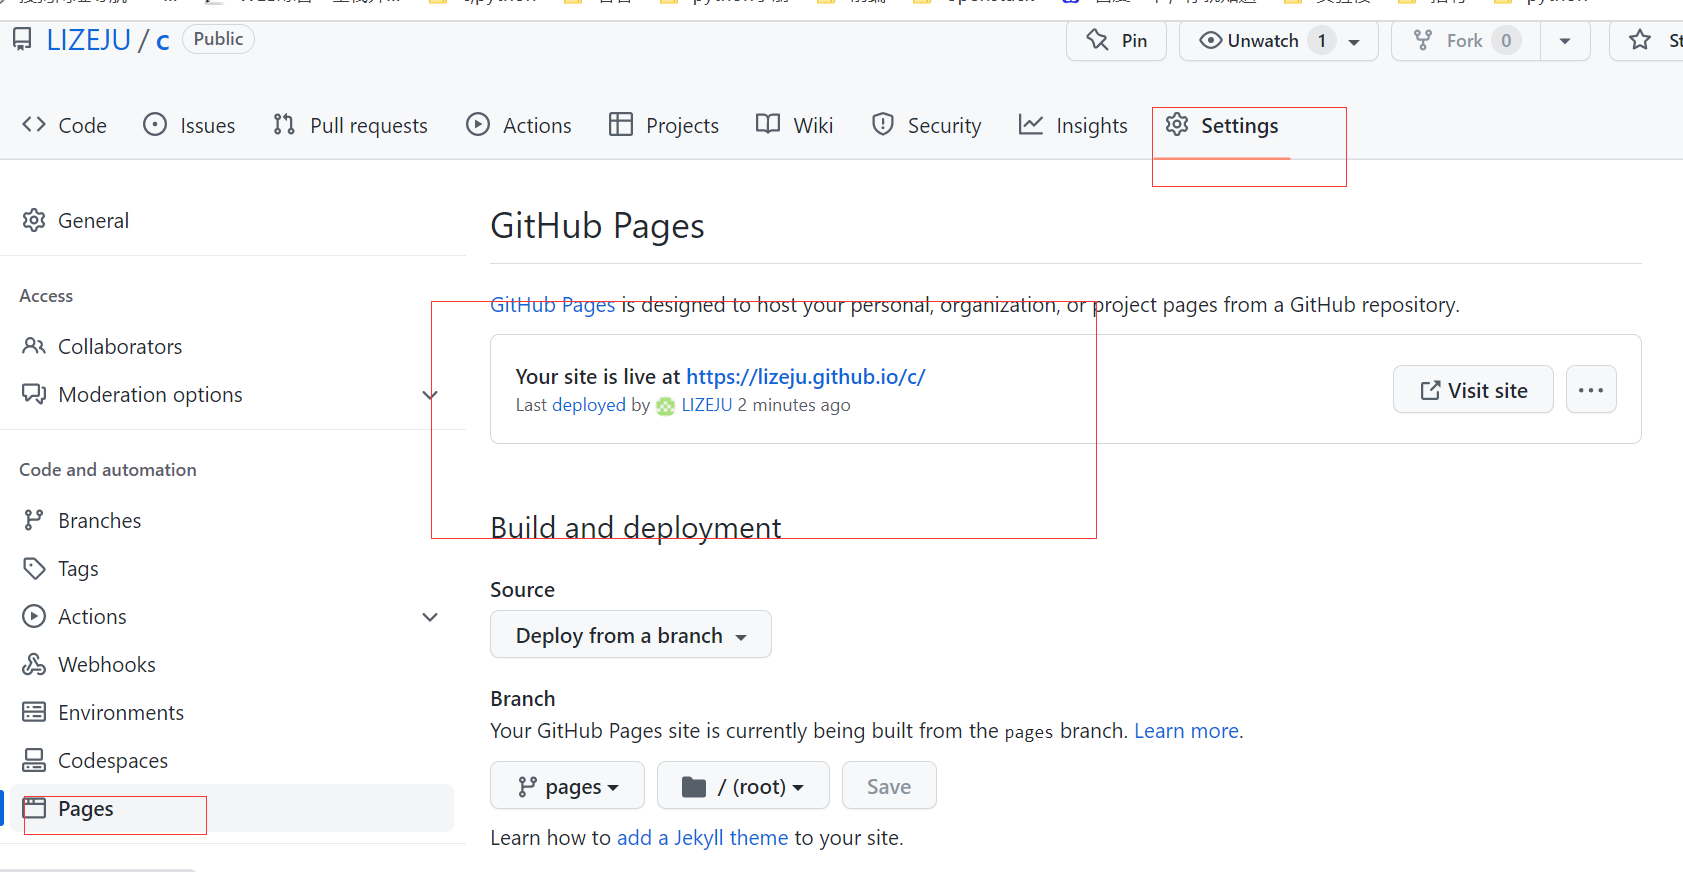 LIZEJU / c Public
Pin
Unwatch 1
Fork 0
Code
Issues
Pull requests
Actions
Projects
Wiki
Security
Insights
Settings
General
Access
Collaborators
Moderation options
Code and automation
Branches
Tags
Actions
Webhooks
Environments
Codespaces
Pages
GitHub Pages
GitHub Pages is designed to host your personal, organization, or project pages from a GitHub repository.
Your site is live at https://lizeju.github.io/c/
Last deployed by LIZEJU 2 minutes ago
Visit site
Build and deployment
Source
Deploy from a branch
Branch
Your GitHub Pages site is currently being built from the pages branch. Learn more.
pages
/ (root)
Save
Learn how to add a Jekyll theme to your site.